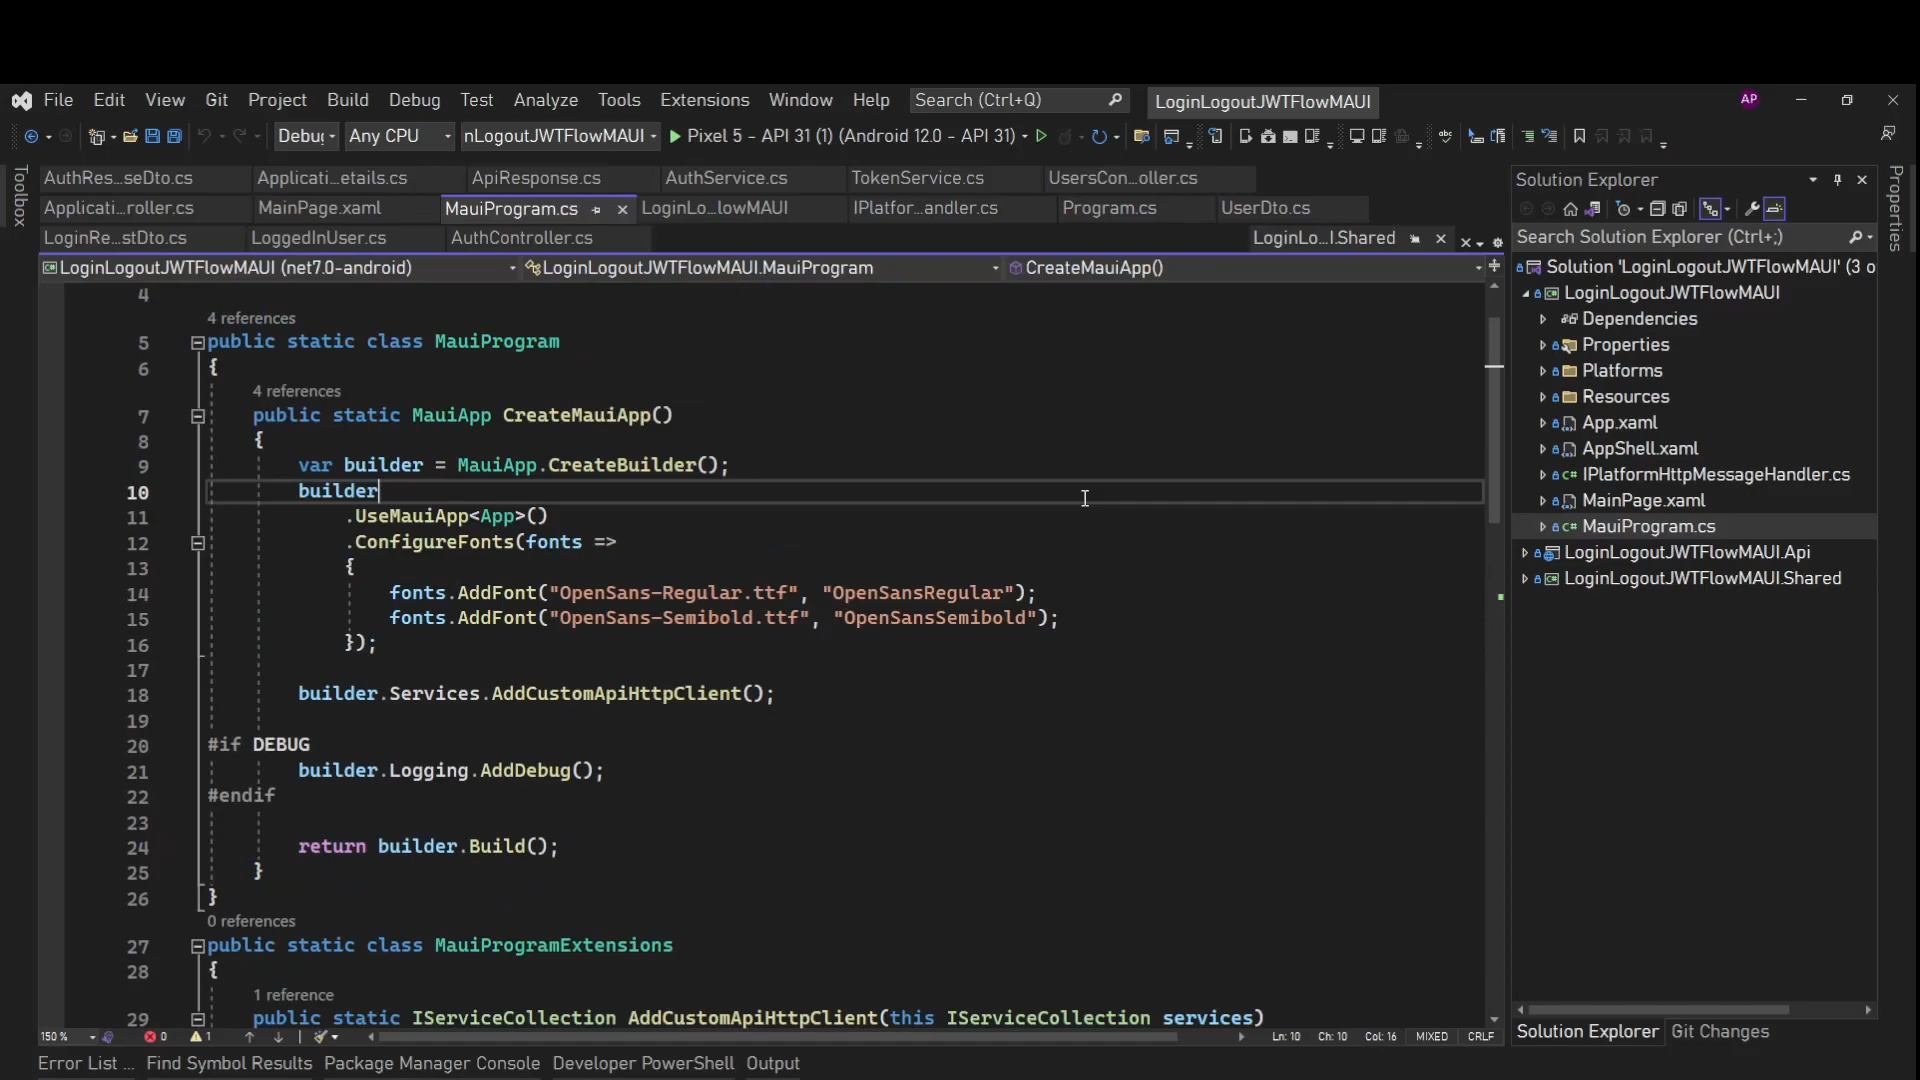 File Edit View Git Project Build Debug Test Analyze Tools Extensions Window Help Search (Ctrl+Q) LoginLogoutJWTFlowMAUI AP
Debug Any CPU nLogoutJWTFlowMAUI Pixel 5 - API 31 (1) (Android 12.0 - API 31)
Toolbox
AuthRes...seDto.cs Applicati...etails.cs ApiResponse.cs AuthService.cs TokenService.cs UsersCon...oller.cs
Applicati...roller.cs MainPage.xaml MauiProgram.cs LoginLo...lowMAUI IPlatfor...andler.cs Program.cs UserDto.cs
LoginRe...stDto.cs LoggedInUser.cs AuthController.cs LoginLo...I.Shared
LoginLogoutJWTFlowMAUI (net7.0-android) LoginLogoutJWTFlowMAUI.MauiProgram CreateMauiApp()
4
4 references
5 public static class MauiProgram
6 {
4 references
7 public static MauiApp CreateMauiApp()
8 {
9 var builder = MauiApp.CreateBuilder();
10 builder
11 .UseMauiApp<App>()
12 .ConfigureFonts(fonts =>
13 {
14 fonts.AddFont("OpenSans-Regular.ttf", "OpenSansRegular");
15 fonts.AddFont("OpenSans-Semibold.ttf", "OpenSansSemibold");
16 });
17
18 builder.Services.AddCustomApiHttpClient();
19
20 #if DEBUG
21 builder.Logging.AddDebug();
22 #endif
23
24 return builder.Build();
25 }
26 }
0 references
27 public static class MauiProgramExtensions
28 {
1 reference
29 public static IServiceCollection AddCustomApiHttpClient(this IServiceCollection services)
150 % 0 1 Ln: 10 Ch: 10 Col: 16 MIXED CRLF
Error List ... Find Symbol Results Package Manager Console Developer PowerShell Output
Solution Explorer
Search Solution Explorer (Ctrl+;)
Solution 'LoginLogoutJWTFlowMAUI' (3 o
LoginLogoutJWTFlowMAUI
Dependencies
Properties
Platforms
Resources
App.xaml
AppShell.xaml
IPlatformHttpMessageHandler.cs
MainPage.xaml
MauiProgram.cs
LoginLogoutJWTFlowMAUI.Api
LoginLogoutJWTFlowMAUI.Shared
Solution Explorer Git Changes
Properties